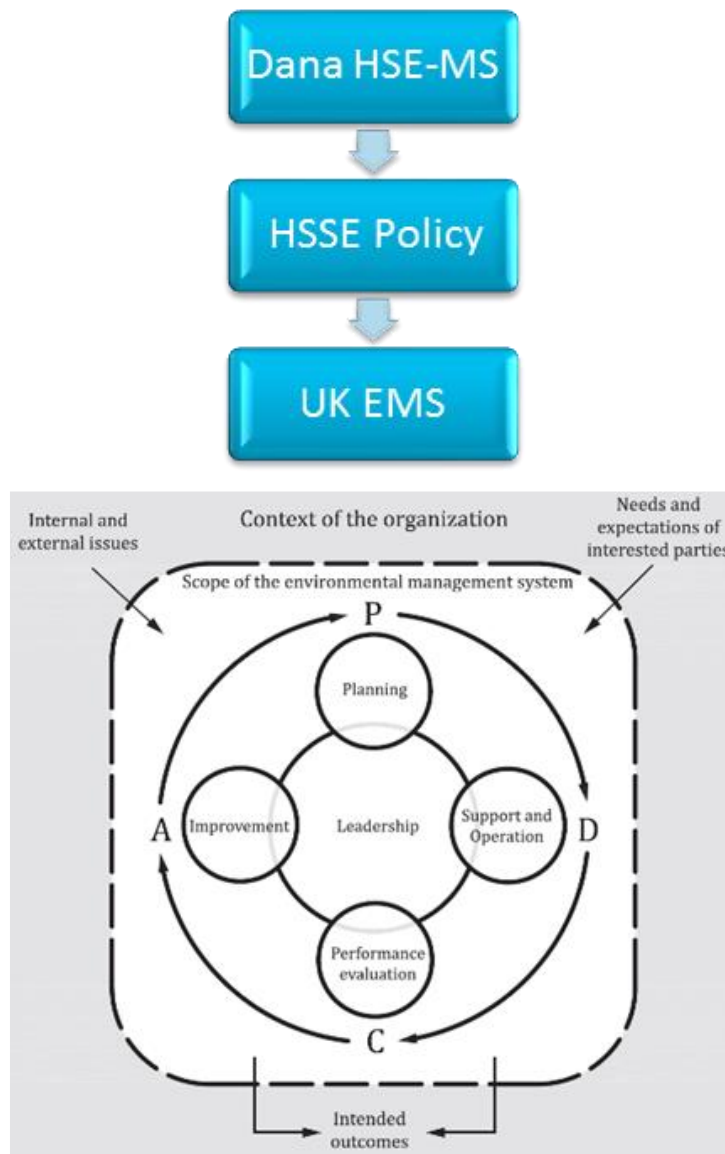 Dana HSE-MS
HSSE Policy
UK EMS
Internal and
external issues
Context of the organization
Needs and
expectations of
interested parties
Scope of the environmental management system
P
Planning
A
Improvement
Leadership
Support and
Operation
D
Performance
evaluation
C
Intended
outcomes